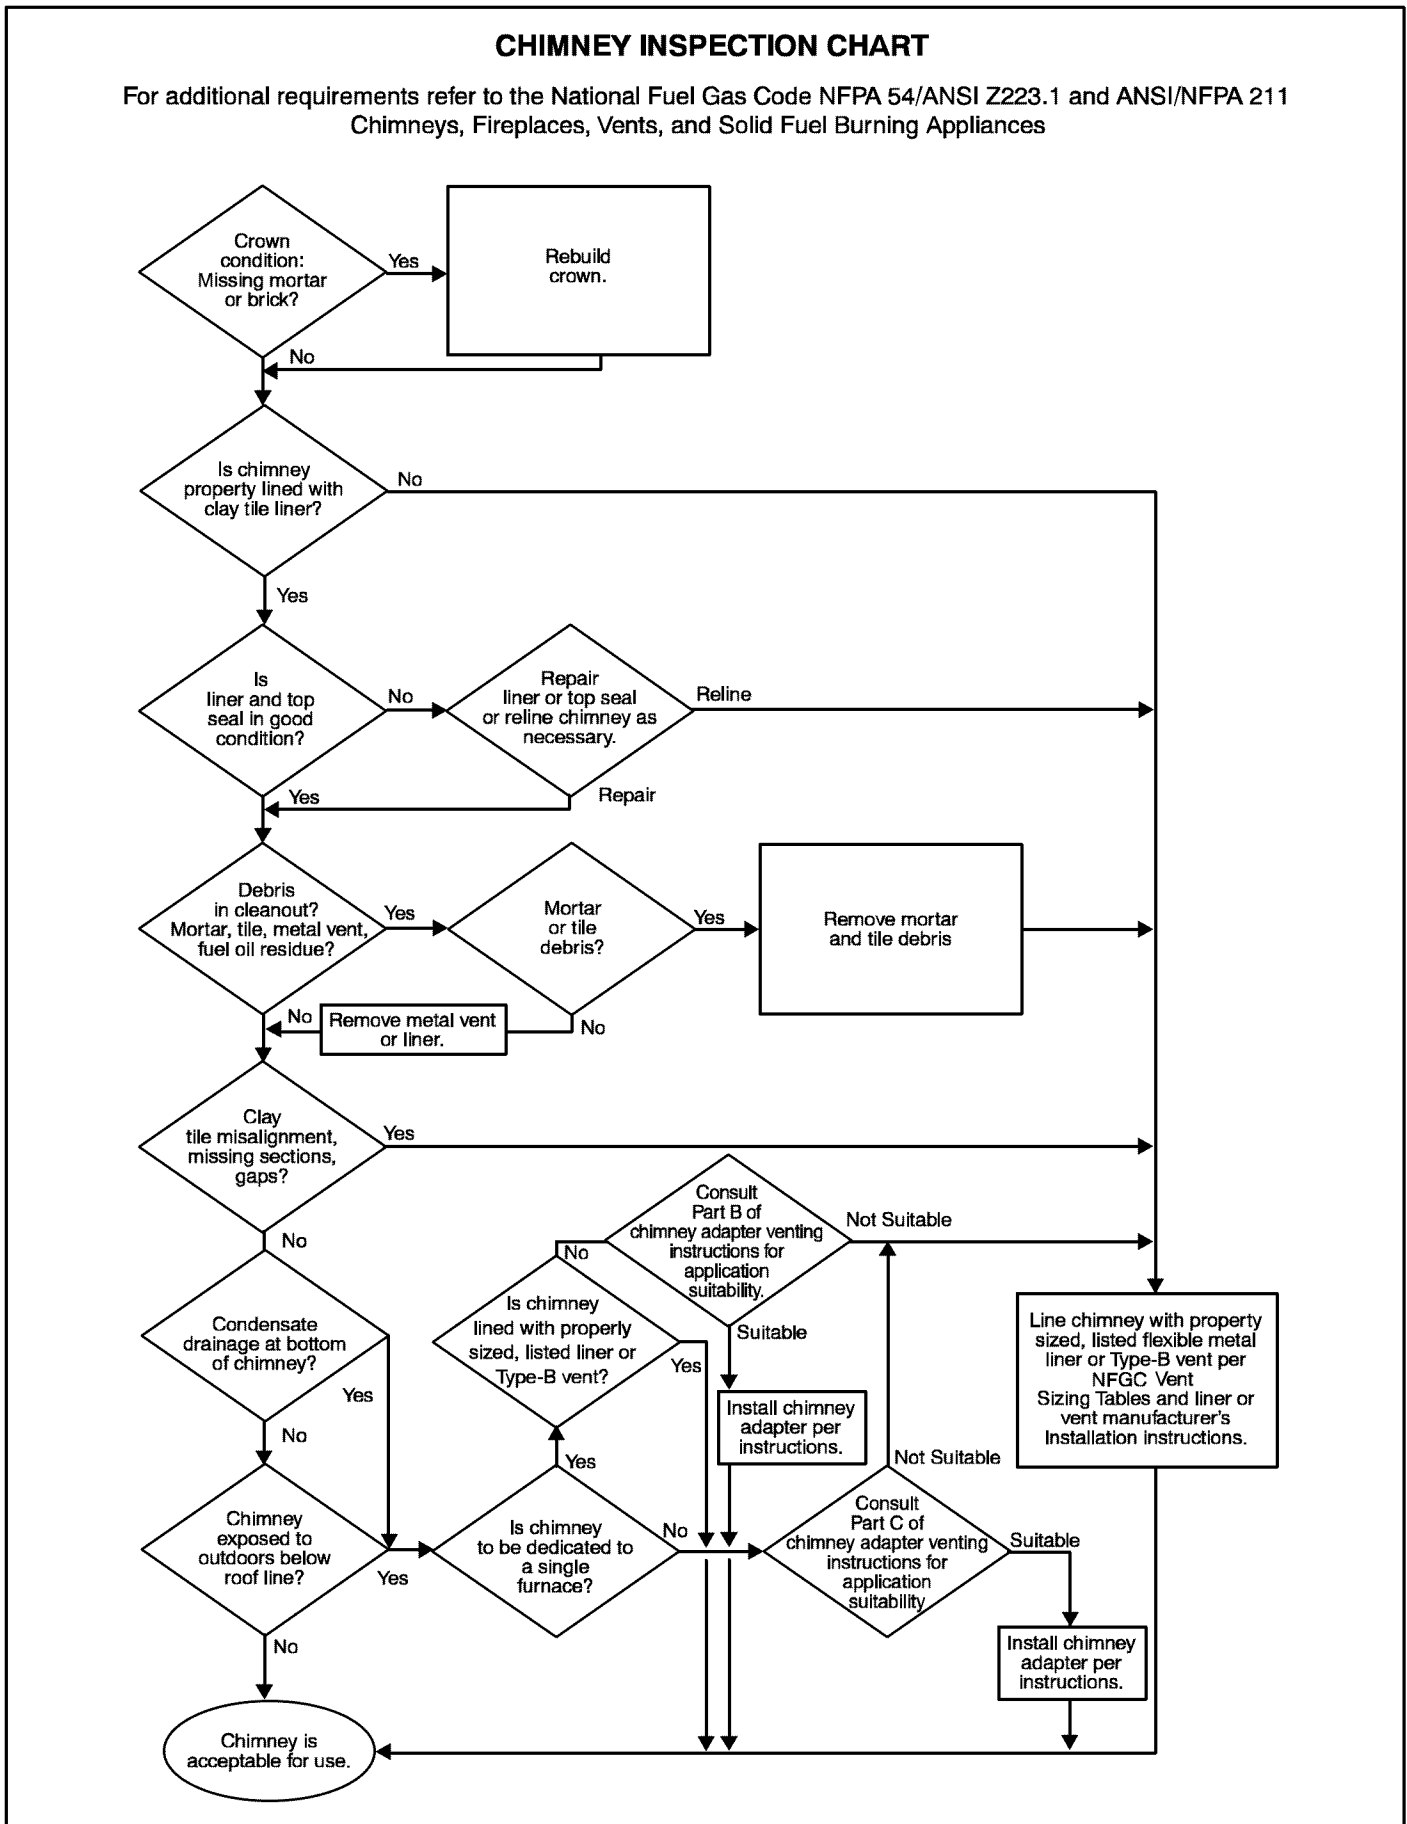 CHIMNEY INSPECTION CHART
For additional requirements refer to the National Fuel Gas Code NFPA 54/ANSI Z223.1 and ANSI/NFPA 211
Chimneys, Fireplaces, Vents, and Solid Fuel Burning Appliances
Crown
condition:
Missing mortar
or brick?
Yes
Rebuild
crown.
No
Is chimney
property lined with
clay tile liner?
No
Yes
Is
liner and top
seal in good
condition?
No
Repair
liner or top seal
or reline chimney as
necessary.
Reline
Yes
Repair
Debris
in cleanout?
Mortar, tile, metal vent,
fuel oil residue?
Yes
Mortar
or tile
debris?
Yes
Remove mortar
and tile debris
No
Remove metal vent
or liner.
No
Clay
tile misalignment,
missing sections,
gaps?
Yes
No
Condensate
drainage at bottom
of chimney?
Yes
No
Chimney
exposed to
outdoors below
roof line?
Yes
No
Is chimney
to be dedicated to
a single
furnace?
Yes
No
Is chimney
lined with properly
sized, listed liner or
Type-B vent?
No
Yes
Consult
Part B of
chimney adapter venting
instructions for
application
suitability.
Not Suitable
Suitable
Install chimney
adapter per
instructions.
Consult
Part C of
chimney adapter venting
instructions for
application
suitability
Not Suitable
Suitable
Install chimney
adapter per
instructions.
Line chimney with property
sized, listed flexible metal
liner or Type-B vent per
NFGC Vent
Sizing Tables and liner or
vent manufacturer's
Installation instructions.
Chimney is
acceptable for use.